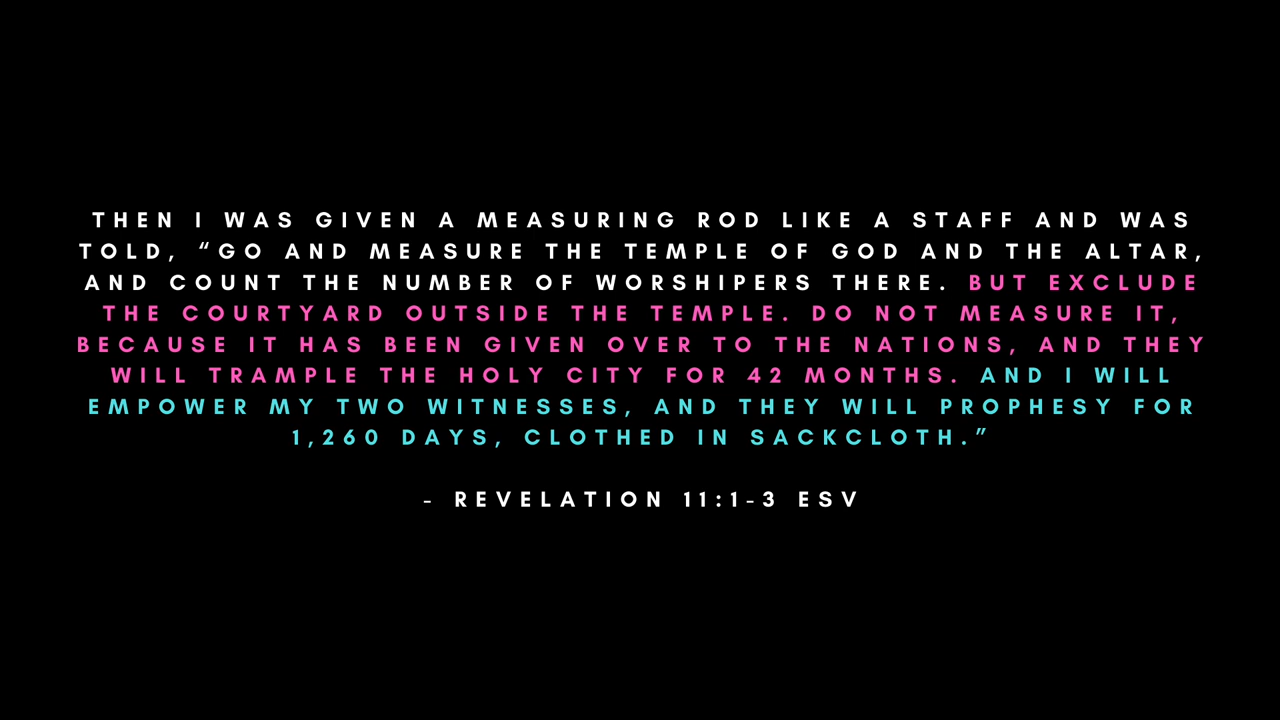 THEN I WAS GIVEN A MEASURING ROD LIKE A STAFF AND WAS
TOLD, “GO AND MEASURE THE TEMPLE OF GOD AND THE ALTAR,
AND COUNT THE NUMBER OF WORSHIPERS THERE. BUT EXCLUDE
THE COURTYARD OUTSIDE THE TEMPLE. DO NOT MEASURE IT,
BECAUSE IT HAS BEEN GIVEN OVER TO THE NATIONS, AND THEY
WILL TRAMPLE THE HOLY CITY FOR 42 MONTHS. AND I WILL
EMPOWER MY TWO WITNESSES, AND THEY WILL PROPHESY FOR
1,260 DAYS, CLOTHED IN SACKCLOTH.”
- REVELATION 11:1-3 ESV